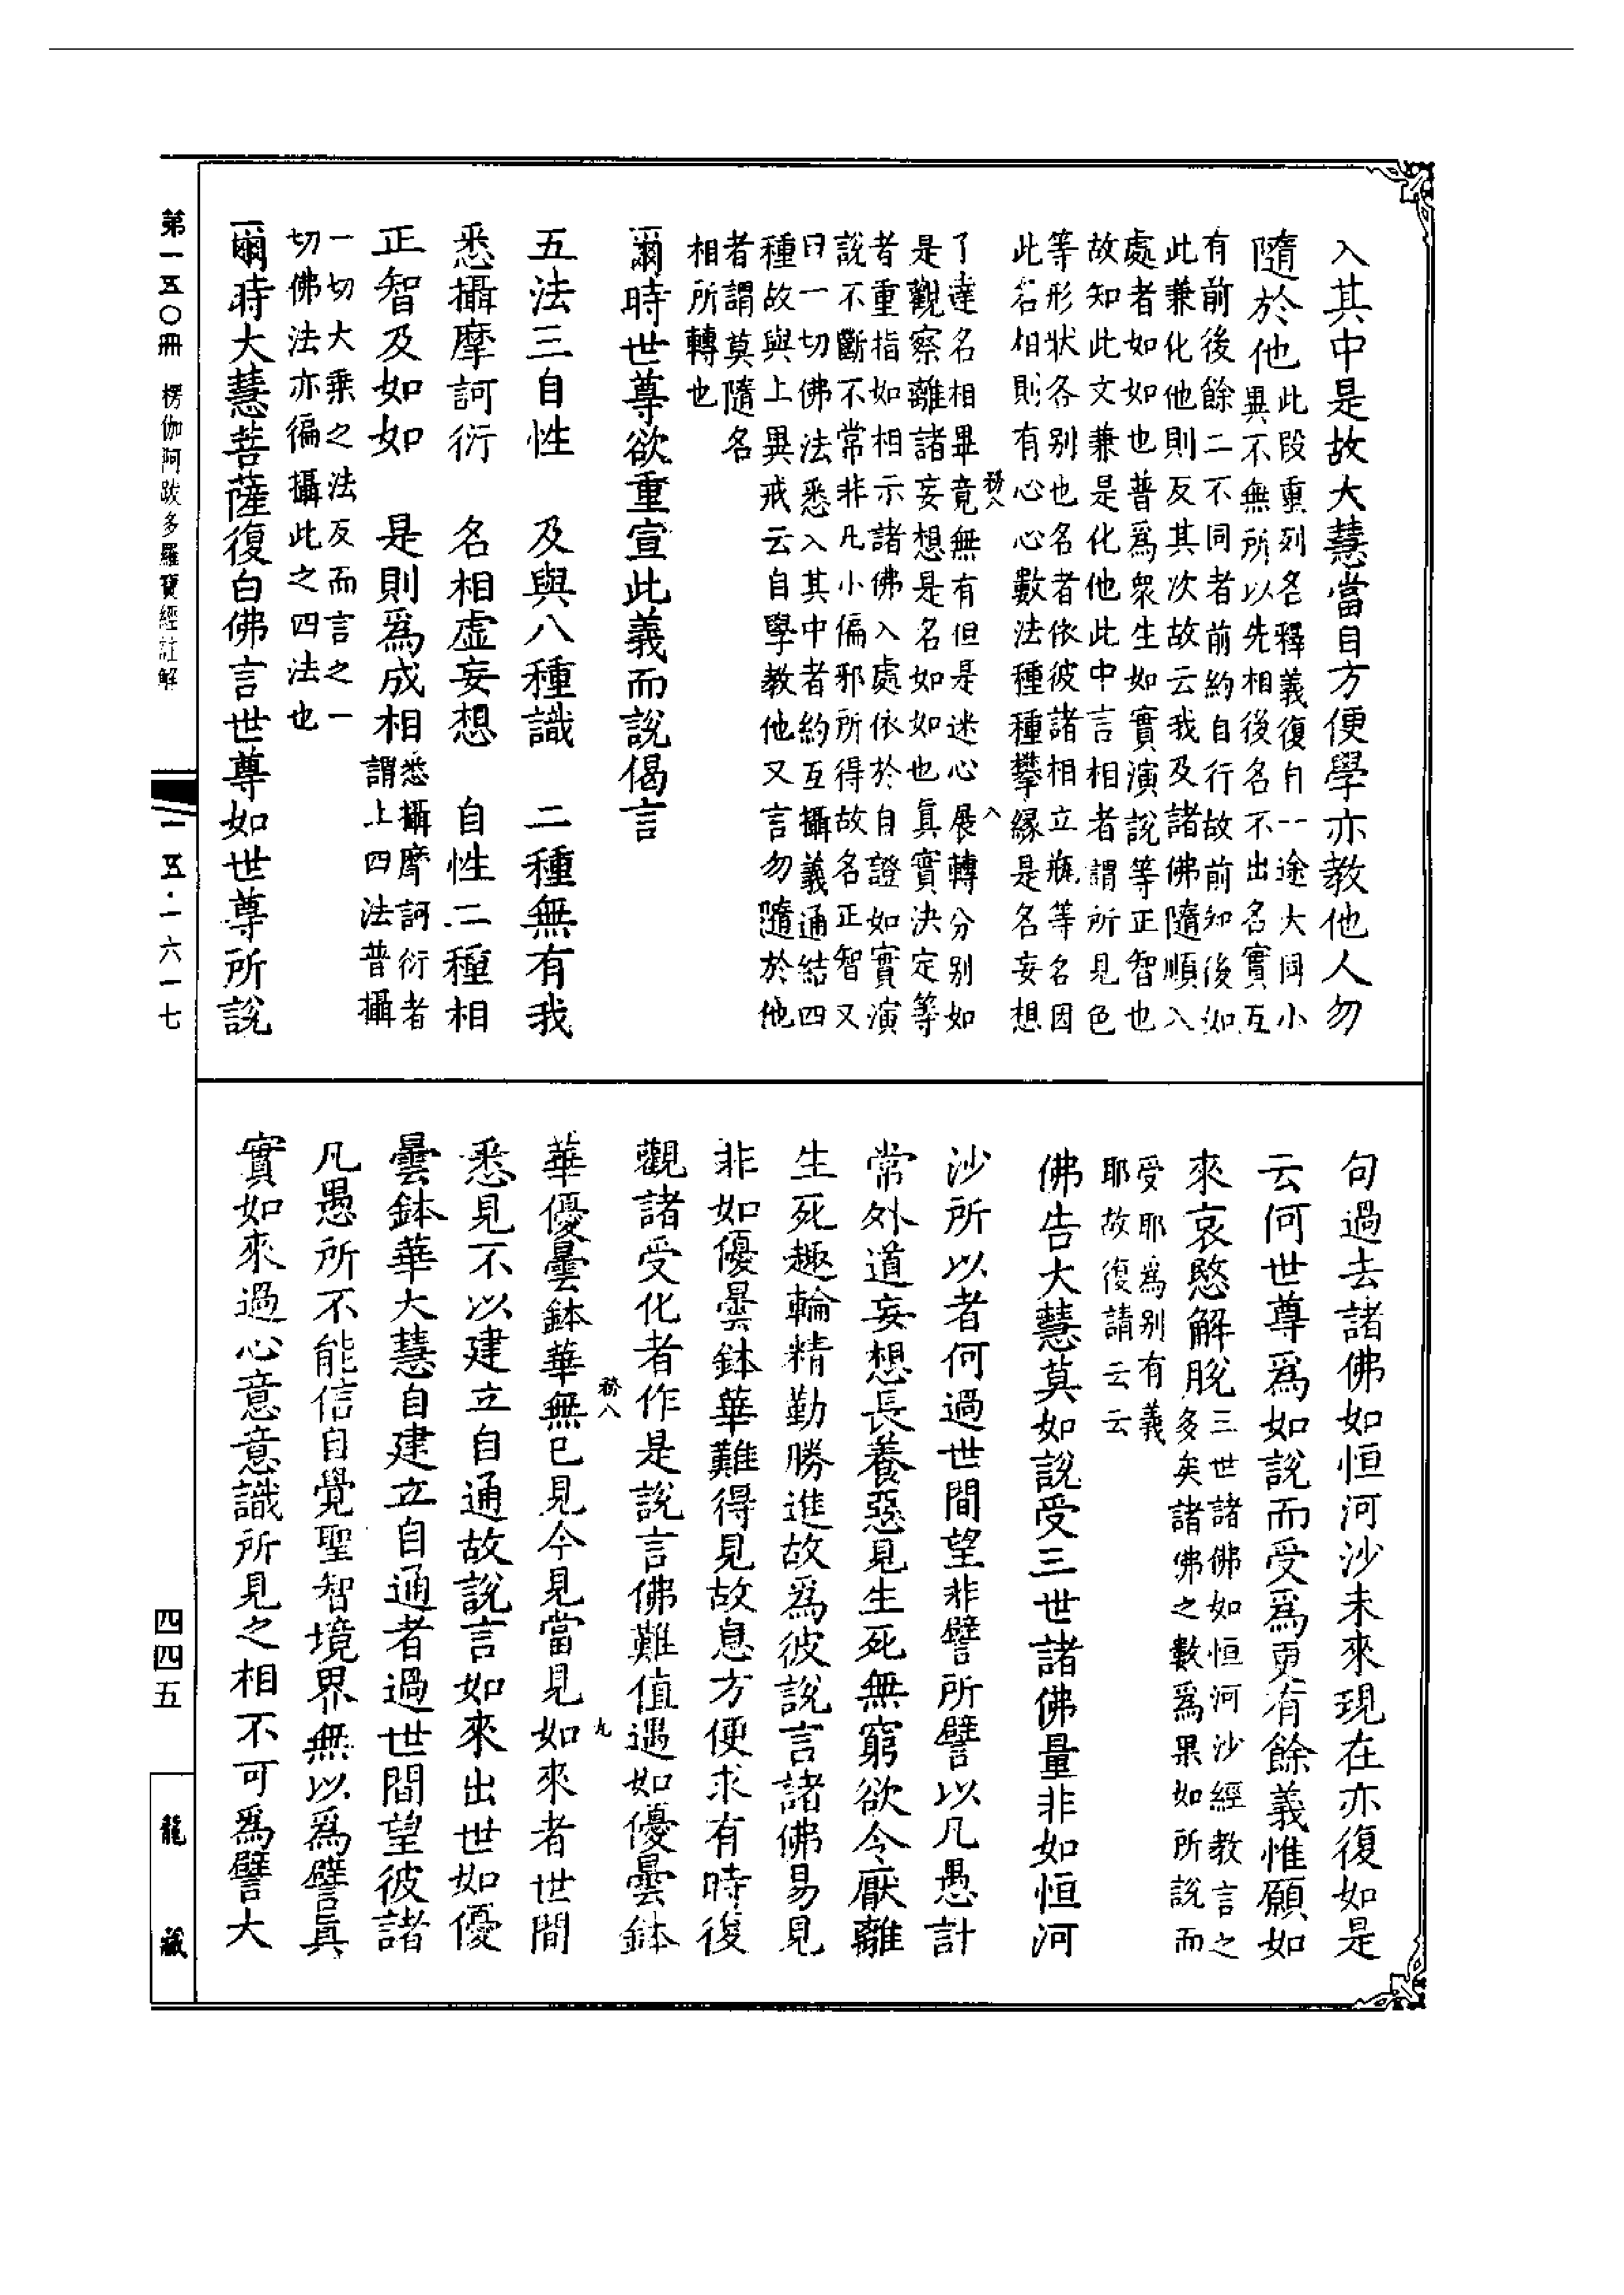 入其中是故大慧當自方便學亦教他人勿
隨於他此段重列名釋義復自一途大同小
異不無所以先相後名不出名實互
有前後餘二不同者前約自行故前知後如
此兼化他則反其次故云我及諸佛隨順入
處者如如也普為衆生如實演說等正智也
故知此文兼是化他此中言相者謂所見色
等形狀各别也名者依彼諸相立瓶等名因
此名相則有心心數法種種攀緣是名妄想
務八 八
了達名相畢竟無有但是迷心展轉分别如
是觀察離諸妄想是名如如也真實決定等
者重指如相示諸佛入處依於自證如實演
說不斷不常非凡小偏邪所得故名正智又
曰一切佛法悉入其中者約互攝義通結四
種故與上異戒云自學教他又言勿隨於他
者謂莫隨名
相所轉也
爾時世尊欲重宣此義而說偈言
五法三自性 及與八種識 二種無有我
悉攝摩訶衍 名相虛妄想 自性二種相
正智及如如 是則為成相悉攝摩訶衍者
謂上四法普攝
一切大乘之法反而言之一
切佛法亦徧攝此之四法也
爾時大慧菩薩復白佛言世尊如世尊所說
第一五〇冊 楞伽阿跋多羅寶經註解
一五·一六一七
句過去諸佛如恒河沙未來現在亦復如是
云何世尊為如說而受為更有餘義惟願如
來哀愍解脫三世諸佛如恒河沙經教言之
多矣諸佛之數為果如所說而
受耶為别有義
耶故復請云云
佛告大慧莫如說受三世諸佛量非如恒河
沙所以者何過世間望非譬所譬以凡愚計
常外道妄想長養惡見生死無窮欲令厭離
生死趣輪精勤勝進故為彼說言諸佛易見
非如優曇鉢華難得見故息方便求有時復
觀諸受化者作是說言佛難值遇如優曇鉢
務八 九
華優曇鉢華無已見今見當見如來者世間
悉見不以建立自通故說言如來出世如優
曇鉢華大慧自建立自通者過世間望彼諸
凡愚所不能信自覺聖智境界無以為譬真
實如來過心意意識所見之相不可為譬大
四四五
龍藏